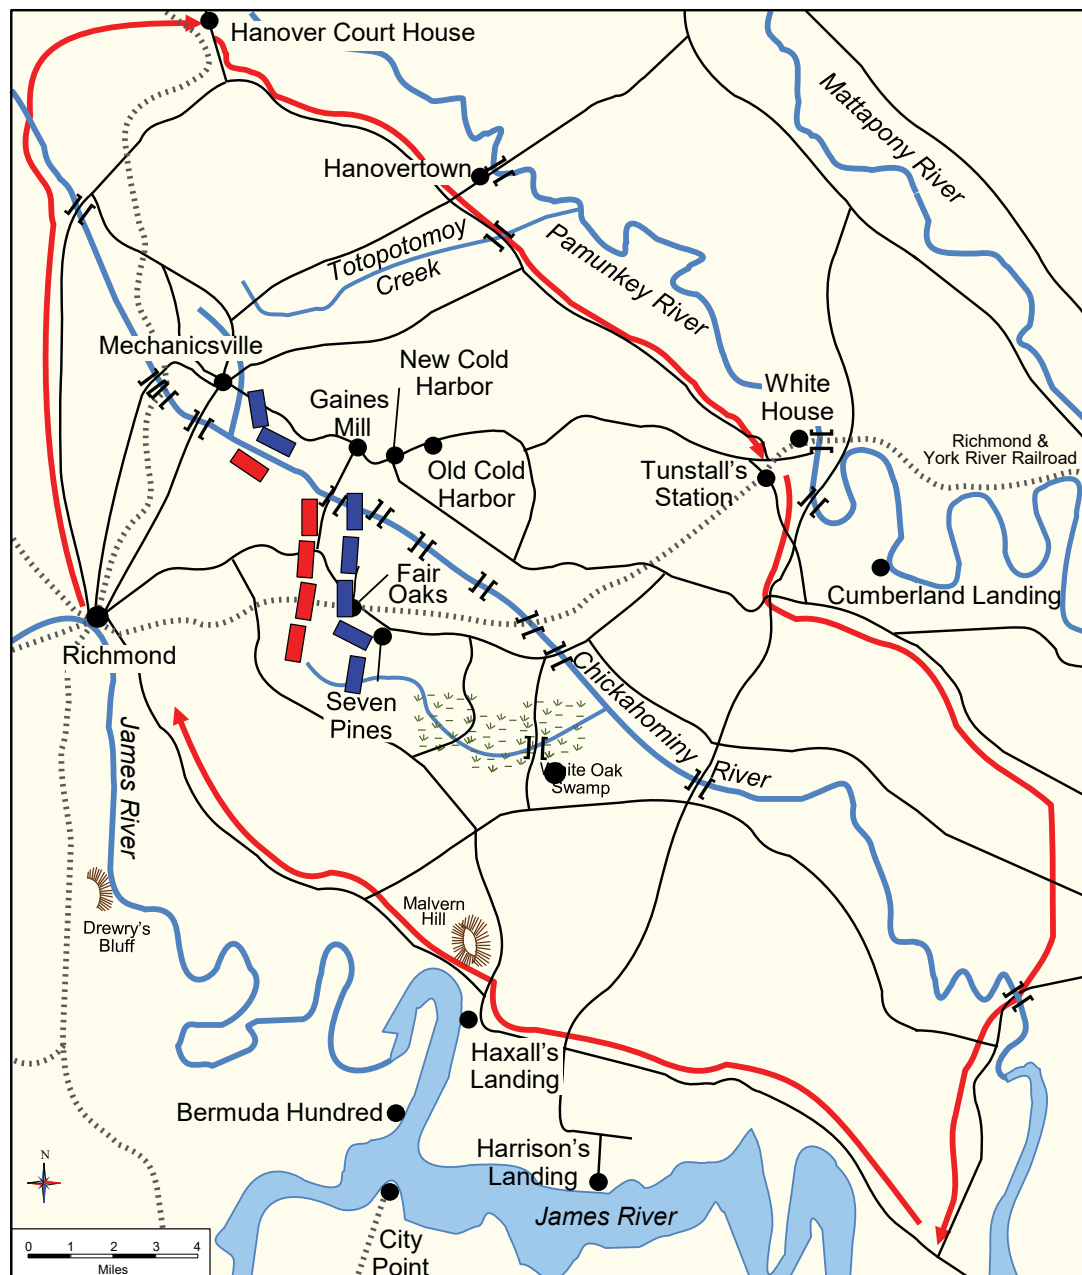 Hanover Court House
Mattapony River
Hanovertown
Totopotomoy
Creek
Pamunkey River
Mechanicsville
New Cold
Harbor
Gaines
Mill
White
House
Old Cold
Harbor
Tunstall's
Station
Richmond &
York River Railroad
Fair
Oaks
Cumberland Landing
Richmond
Seven
Pines
Chickahominy
River
White Oak
Swamp
James River
Malvern
Hill
Drewry's
Bluff
Haxall's
Landing
Bermuda Hundred
Harrison's
Landing
James River
City
Point
N
0 1 2 3 4
Miles